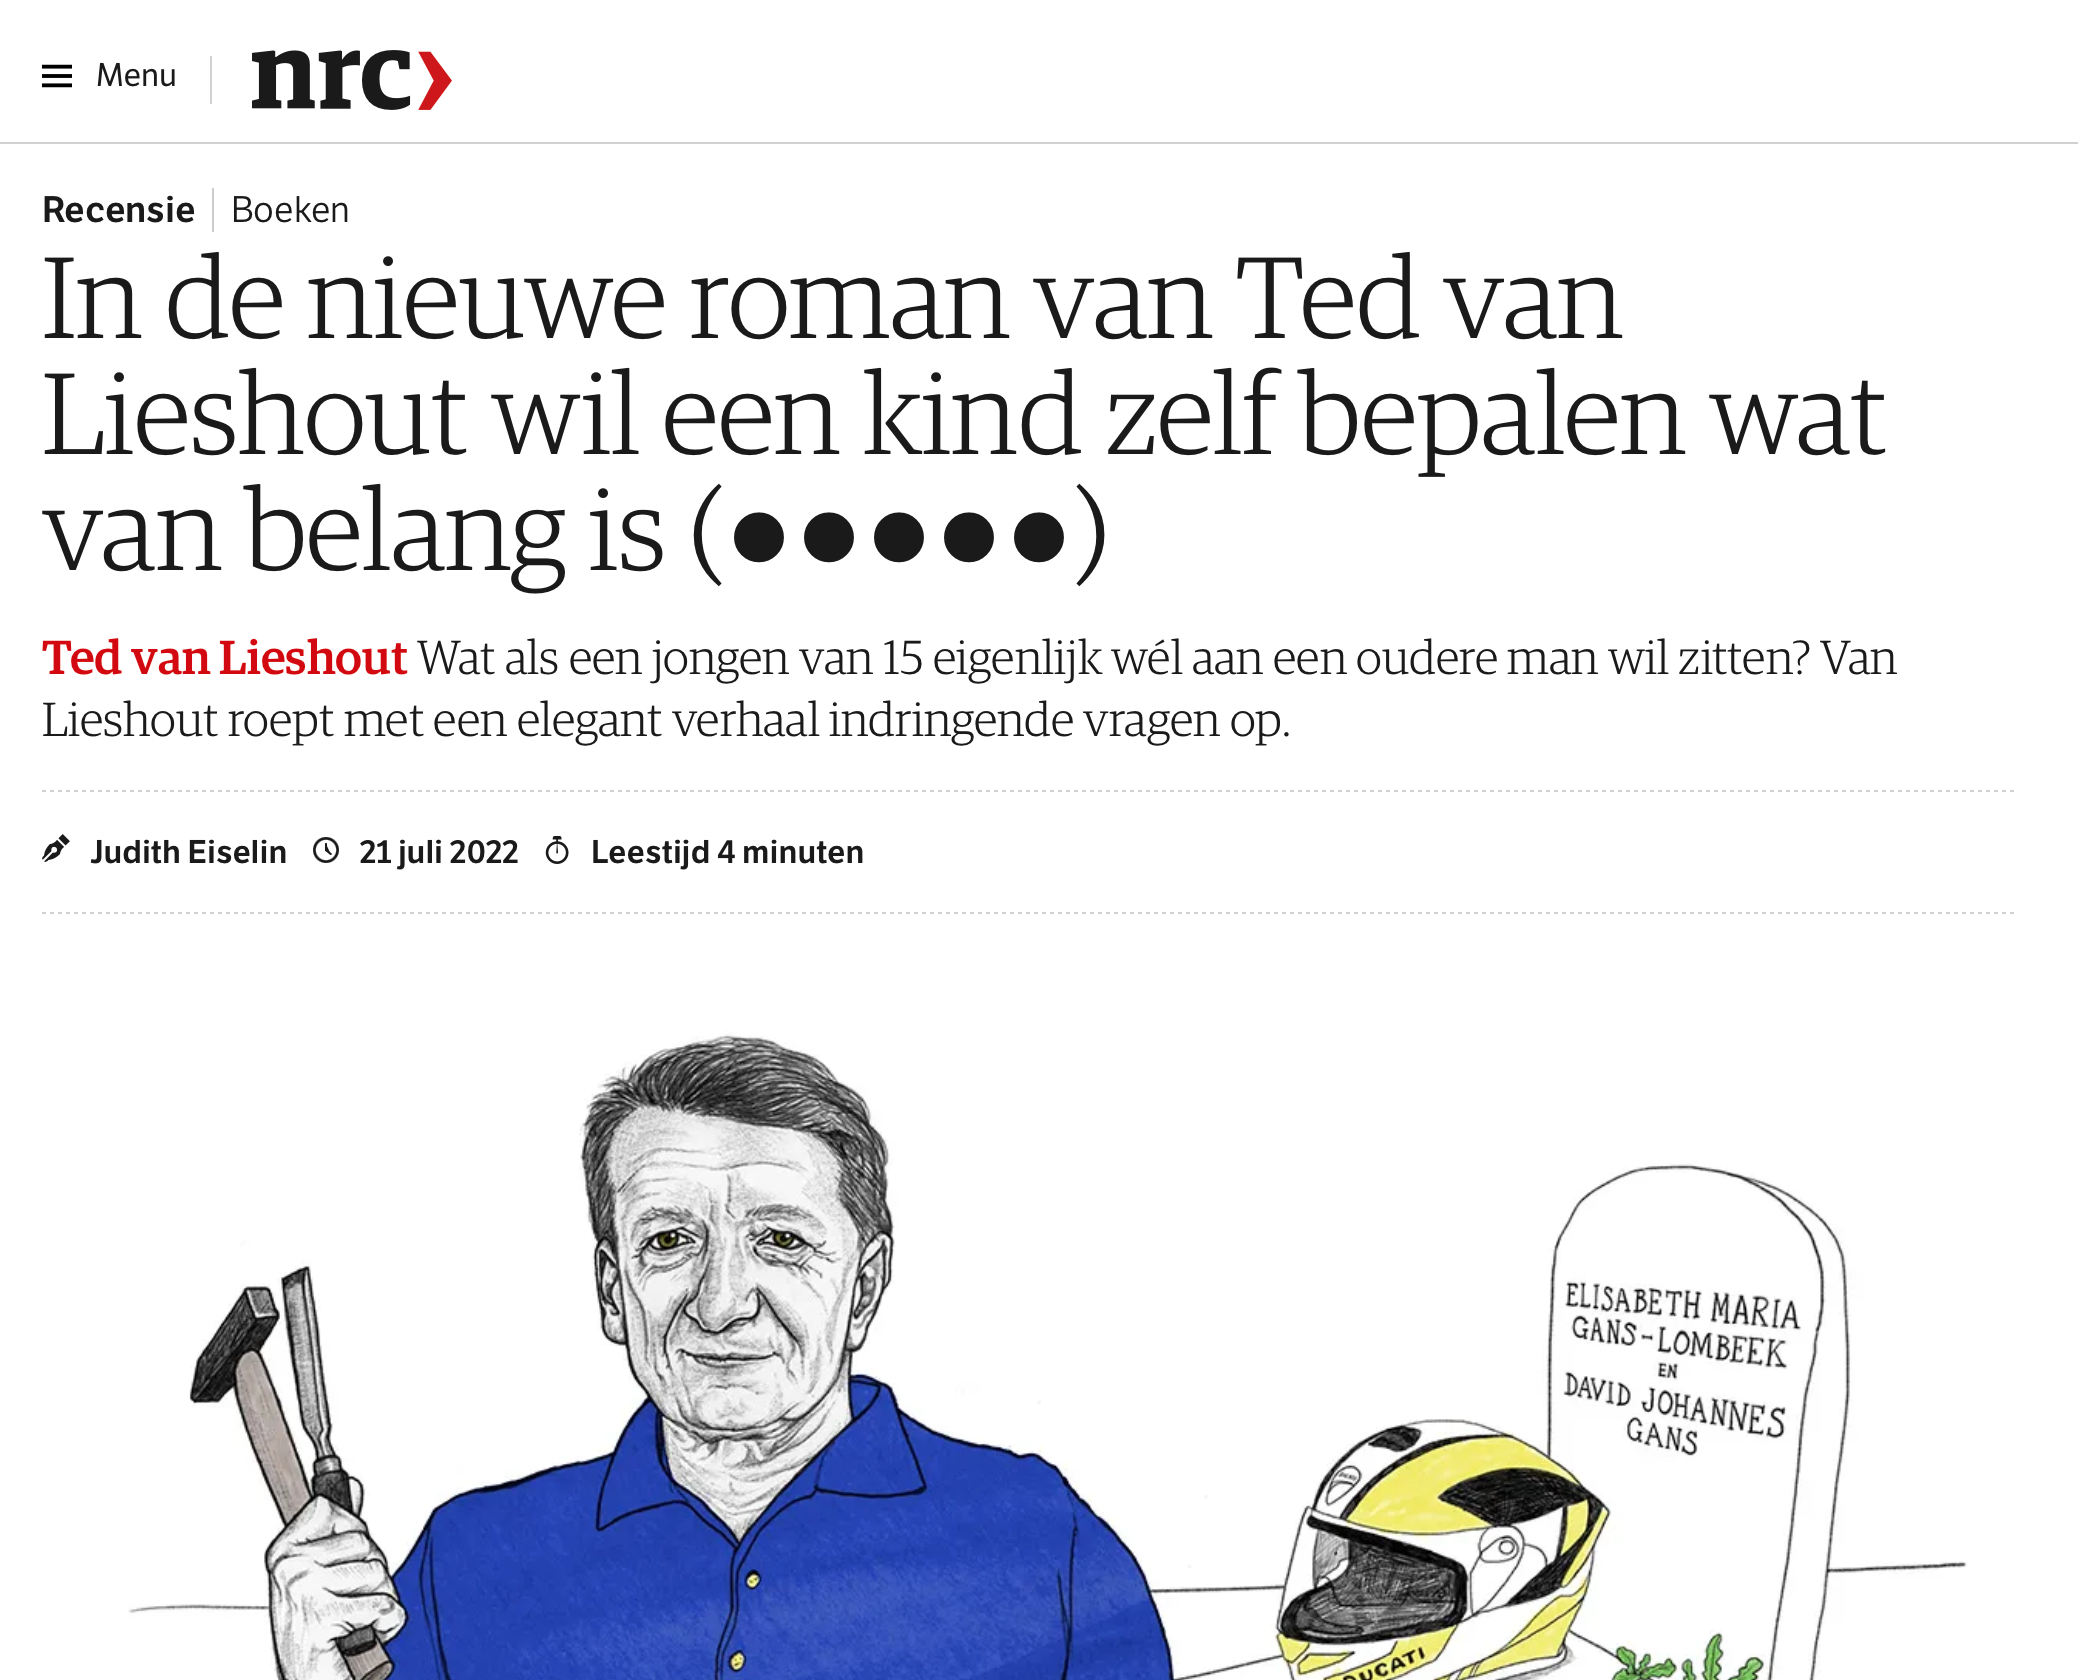 Menu
nrc
Recensie
Boeken
In de nieuwe roman van Ted van
Lieshout wil een kind zelf bepalen wat
van belang is (●●●●●)
Ted van Lieshout Wat als een jongen van 15 eigenlijk wél aan een oudere man wil zitten? Van
Lieshout roept met een elegant verhaal indringende vragen op.
Judith Eiselin
21 juli 2022
Leestijd 4 minuten
ELISABETH MARIA
GANS-LOMBEEK
EN
DAVID JOHANNES
GANS
DUCATI